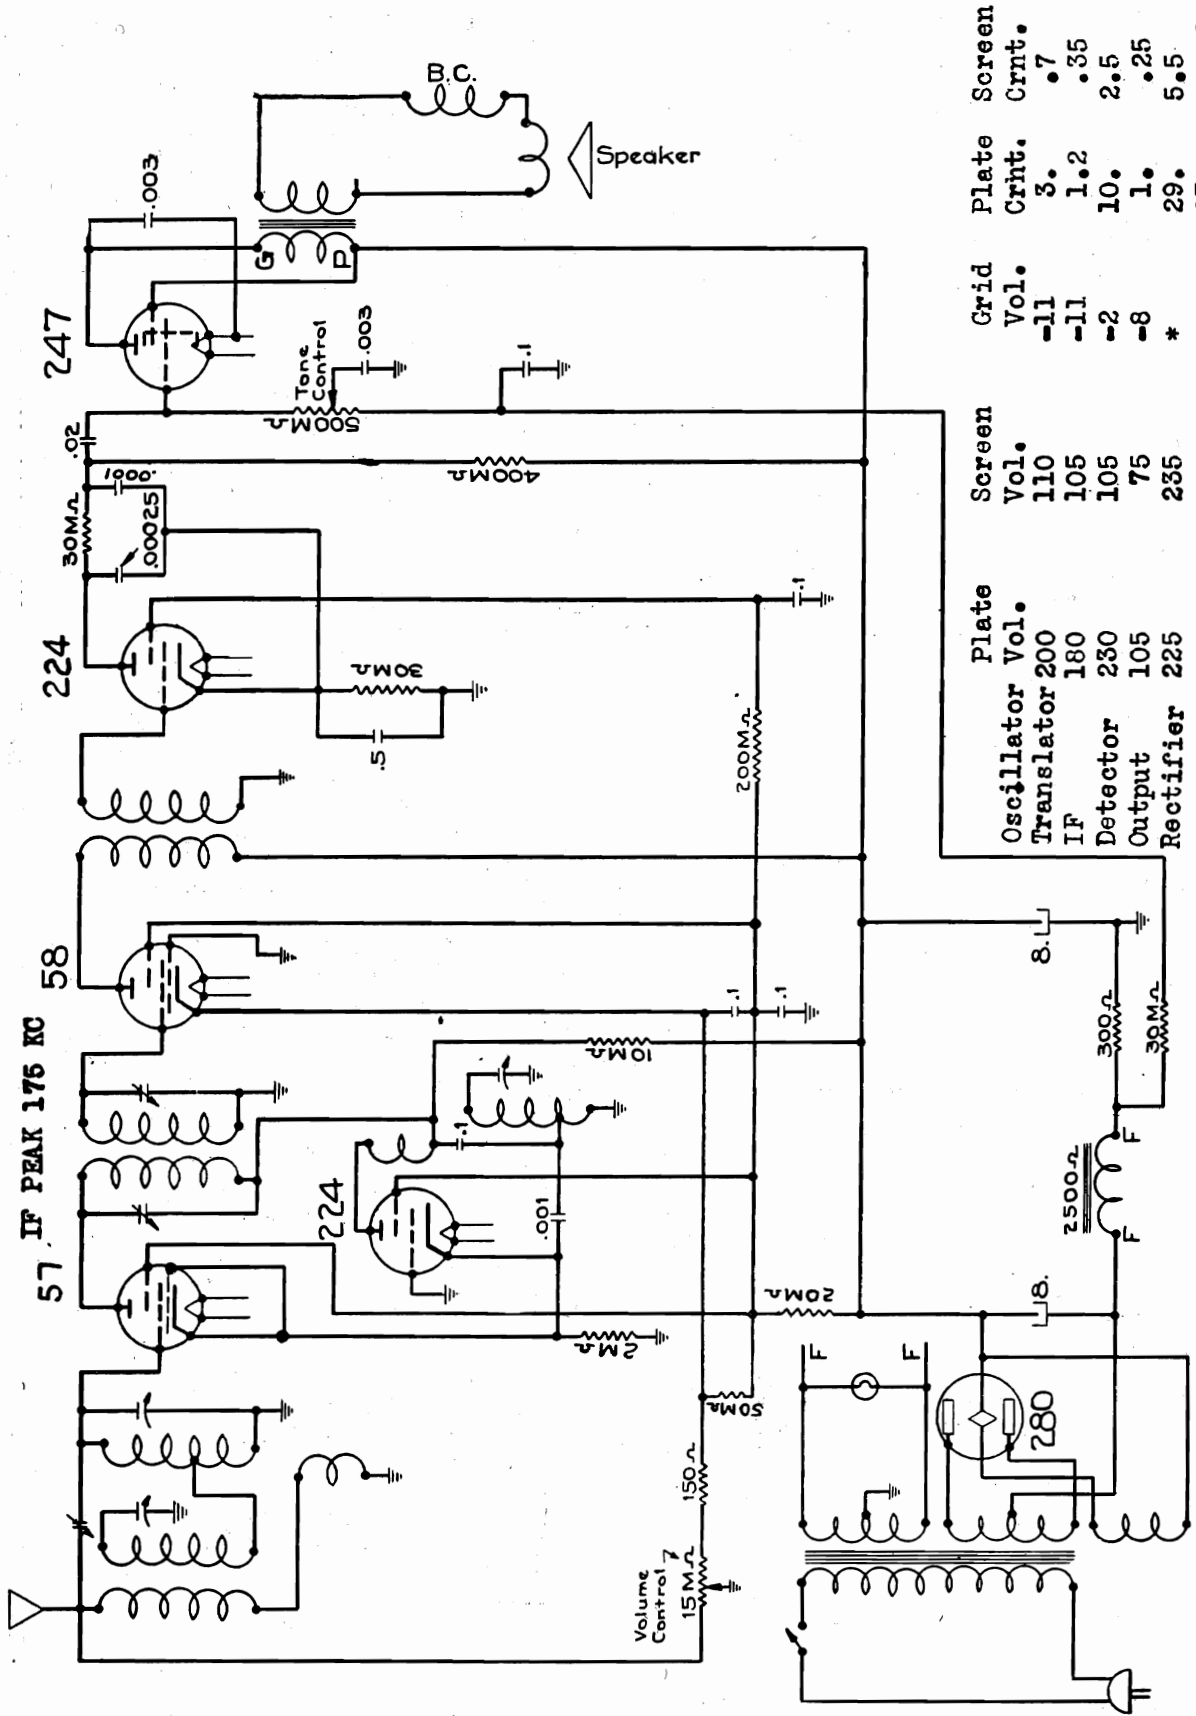 IF PEAK 175 KC
57
58
224
247
30MΩ
.0001
.00025
.02
.003
G
P
B.C.
Speaker
224
.5
30MΩ
400MΩ
500MΩ
Tone
Control
.003
.1
.1
.1
.001
2MΩ
10MΩ
.1
.1
200MΩ
Volume
Control
15MΩ
150Ω
50MΩ
20MΩ
F
F
280
8.
8.
2500Ω
F
F
300Ω
30MΩ
Plate Screen Grid Plate Screen
Oscillator Vol. Vol. Vol. Crnt. Crnt.
Translator 200 110 -11 3. .7
IF 180 105 -11 1.2 .35
Detector 230 105 -2 10. 2.5
Output 105 75 -8 1. .25
Rectifier 225 235 * 29. 5.5